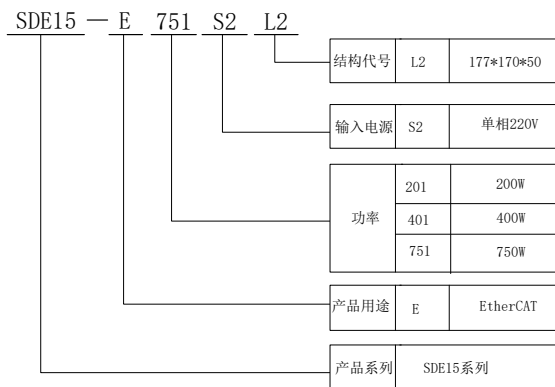 SDE15 — E 751 S2 L2
结构代号 L2 177*170*50
输入电源 S2 单相220V
功率 201 200W
401 400W
751 750W
产品用途 E EtherCAT
产品系列 SDE15系列